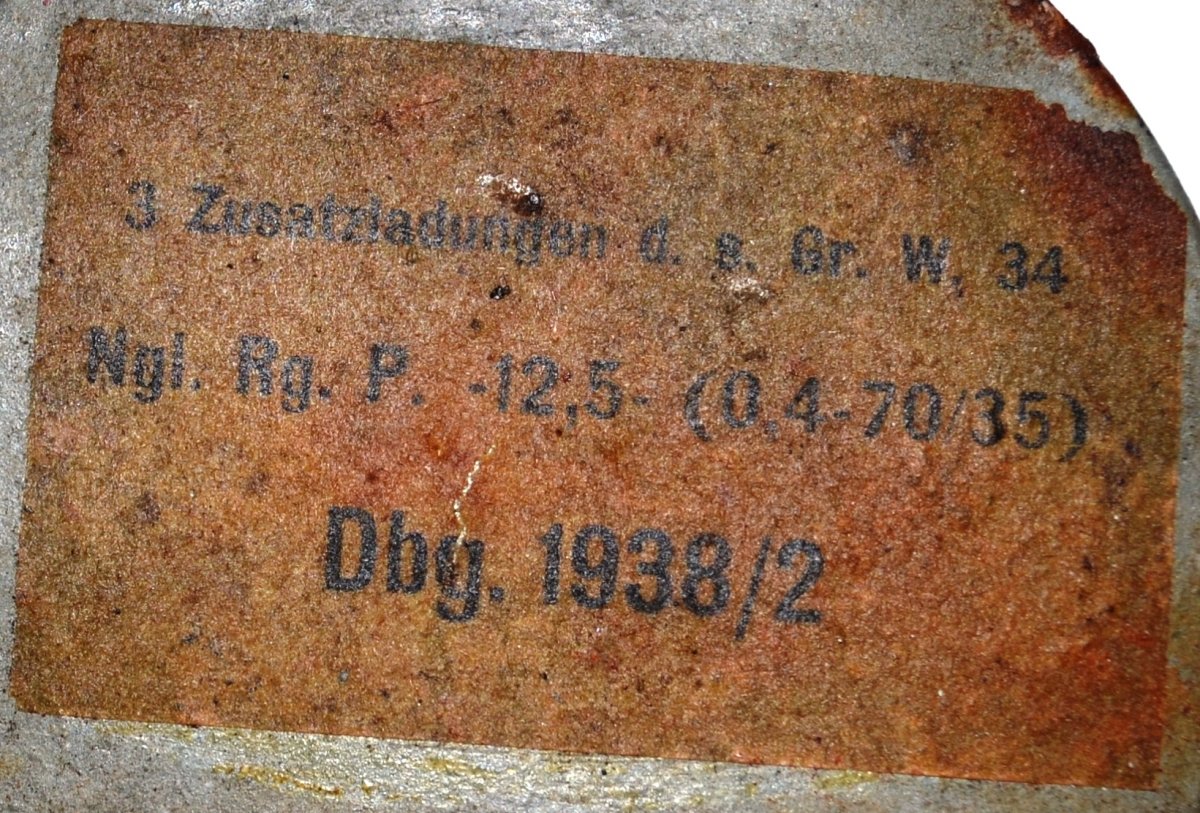 3 Zusatzladungen d. s. Gr. W. 34
Ngl. Rg. P. -12,5- (0,4-70/35)
Dbg. 1938/2